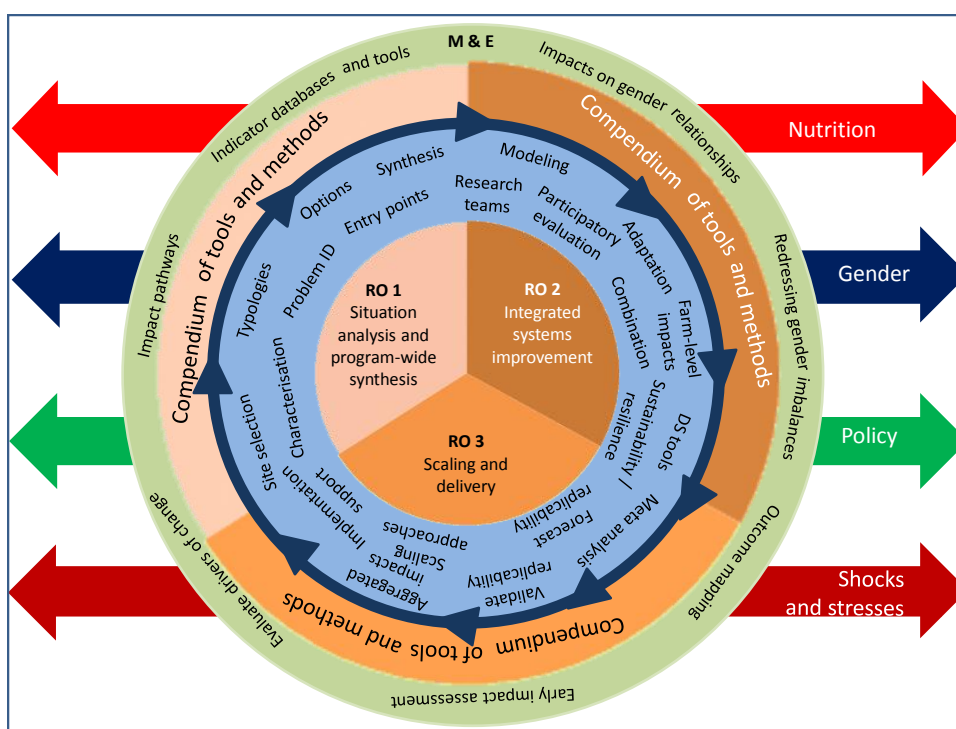 M & E
Impacts on gender relationships
Redressing gender imbalances
Outcome mapping
Early impact assessment
Evaluate drivers of change
Impact pathways
Indicator databases and tools
Compendium of tools and methods
Compendium of tools and methods
Compendium of tools and methods
Synthesis
Modeling
Adaptation
Farm-level
impacts
DS tools
Meta analysis
Validate
replicability
Aggregated
impacts
Implemntation
support
Site selection
Typologies
Options
Entry points
Research
teams
Participatory
evaluation
Combination
Sustainability /
resilience
Forecast
replicability
Scaling
approaches
Characterisation
Problem ID
RO 1
Situation
analysis and
program-wide
synthesis
RO 2
Integrated
systems
improvement
RO 3
Scaling and
delivery
Nutrition
Gender
Policy
Shocks
and stresses